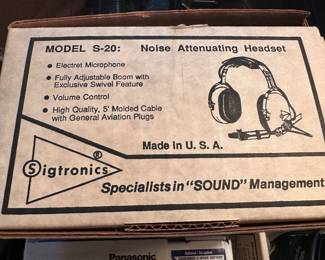 MODEL S-20: Noise Attenuating Headset
• Electret Microphone
• Fully Adjustable Boom with
Exclusive Swivel Feature
• Volume Control
• High Quality, 5' Molded Cable
with General Aviation Plugs
Made In U. S. A.
Sigtronics®
Specialists in "SOUND" Management
Panasonic